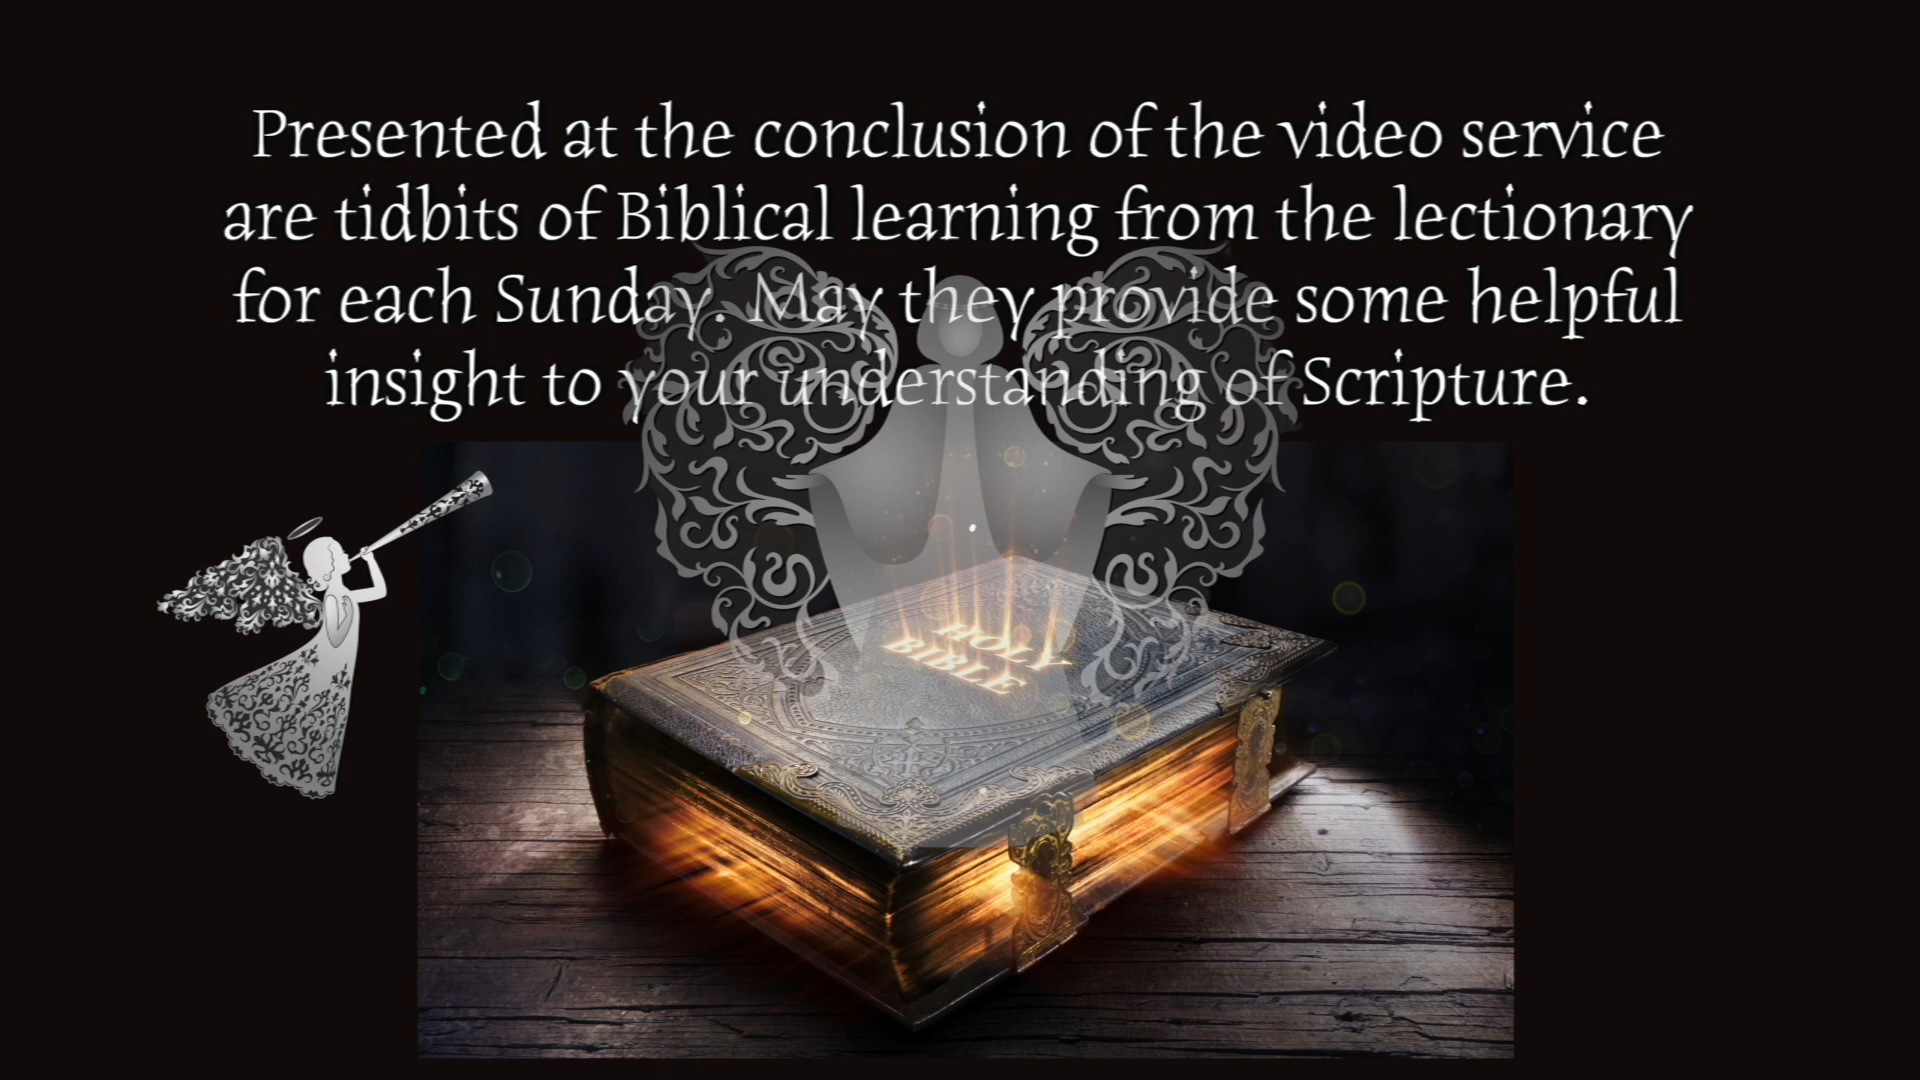 Presented at the conclusion of the video service
are tidbits of Biblical learning from the lectionary
for each Sunday. May they provide some helpful
insight to your understanding of Scripture.
HOLY
BIBLE